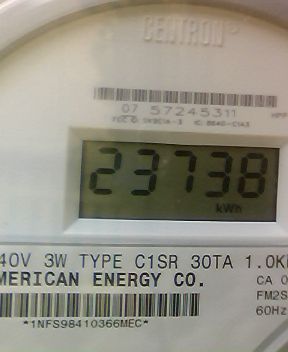 CENTRON®
07 57245311
23738
kWh
40V 3W TYPE C1SR 30TA 1.0K
MERICAN ENERGY CO.
CA 0
FM2S
60Hz
*1NFS98410366MEC*